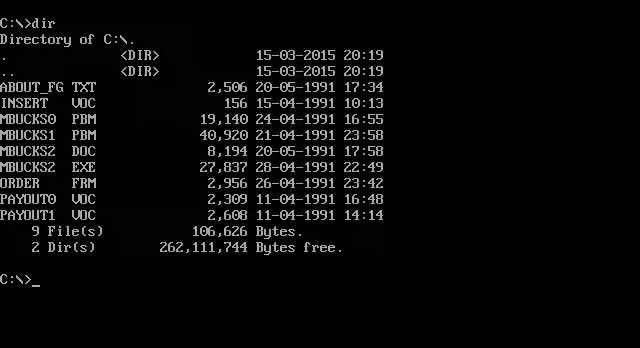 C:\>dir
Directory of C:\.
. <DIR> 15-03-2015 20:19
.. <DIR> 15-03-2015 20:19
ABOUT_FG TXT 2,506 20-05-1991 17:34
INSERT VOC 156 15-04-1991 10:13
MBUCKS0 PBM 19,140 24-04-1991 16:55
MBUCKS1 PBM 40,920 21-04-1991 23:58
MBUCKS2 DOC 8,194 20-05-1991 17:58
MBUCKS2 EXE 27,837 28-04-1991 22:49
ORDER FRM 2,956 26-04-1991 23:42
PAYOUT0 VOC 2,309 11-04-1991 16:48
PAYOUT1 VOC 2,608 11-04-1991 14:14
9 File(s) 106,626 Bytes.
2 Dir(s) 262,111,744 Bytes free.
C:\>_